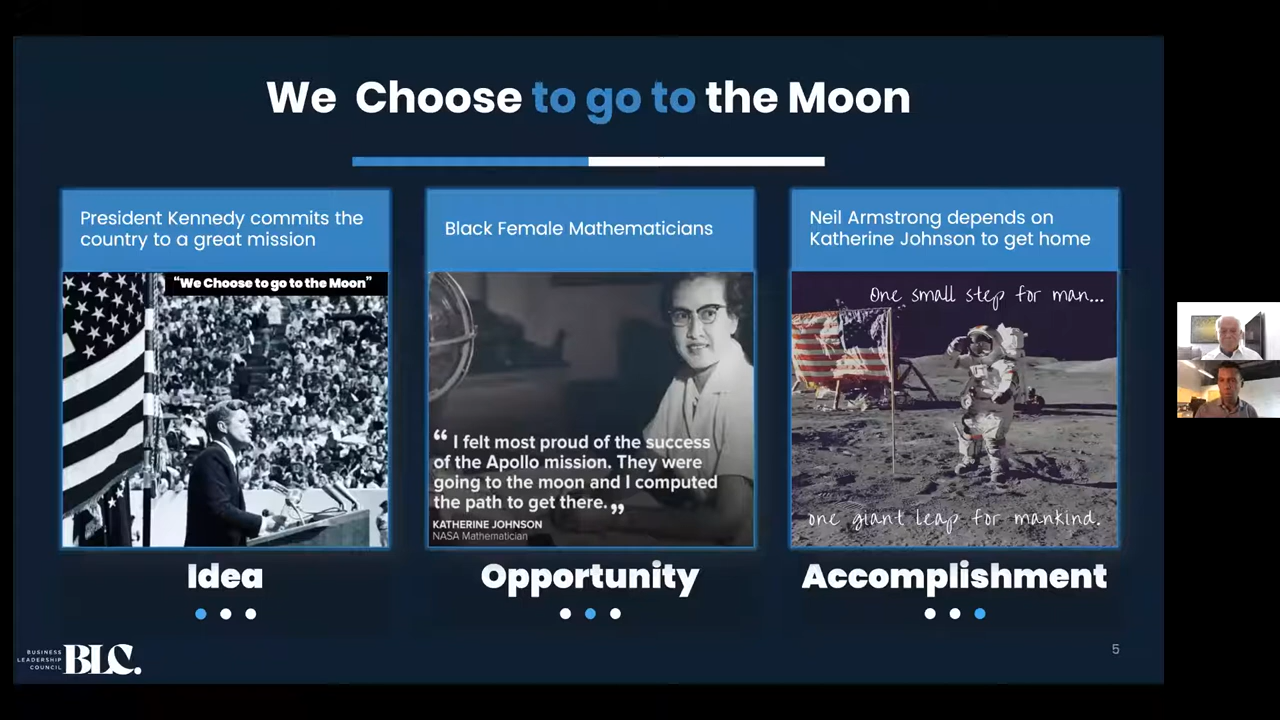 We Choose to go to the Moon
President Kennedy commits the
country to a great mission
“We Choose to go to the Moon”
Idea
Black Female Mathematicians
“ I felt most proud of the success
of the Apollo mission. They were
going to the moon and I computed
the path to get there. ”
KATHERINE JOHNSON
NASA Mathematician
Opportunity
Neil Armstrong depends on
Katherine Johnson to get home
One small step for man...
one giant leap for mankind.
Accomplishment
BUSINESS
LEADERSHIP
COUNCIL
BLC.
5